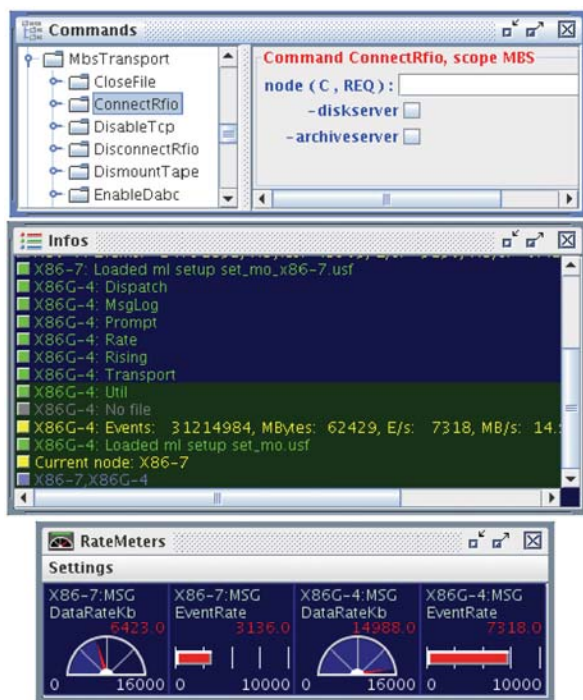 Commands
MbsTransport
CloseFile
ConnectRfio
DisableTcp
DisconnectRfio
DismountTape
EnableDabc
Command ConnectRfio, scope MBS
node ( C , REQ ) :
-diskserver
-archiveserver
Infos
X86-7: Loaded ml setup set_mo_x86-7.usf
X86G-4: Dispatch
X86G-4: MsgLog
X86G-4: Prompt
X86G-4: Rate
X86G-4: Rising
X86G-4: Transport
X86G-4: Util
X86G-4: No file
X86G-4: Events: 31214984, MBytes: 62429, E/s: 7318, MB/s: 14.
X86G-4: Loaded ml setup set_mo.usf
Current node: X86-7
X86-7,X86G-4
RateMeters
Settings
X86-7:MSG
DataRateKb
6423.0
0 16000
X86-7:MSG
EventRate
3136.0
0 10000
X86G-4:MSG
DataRateKb
14988.0
0 16000
X86G-4:MSG
EventRate
7318.0
0 10000